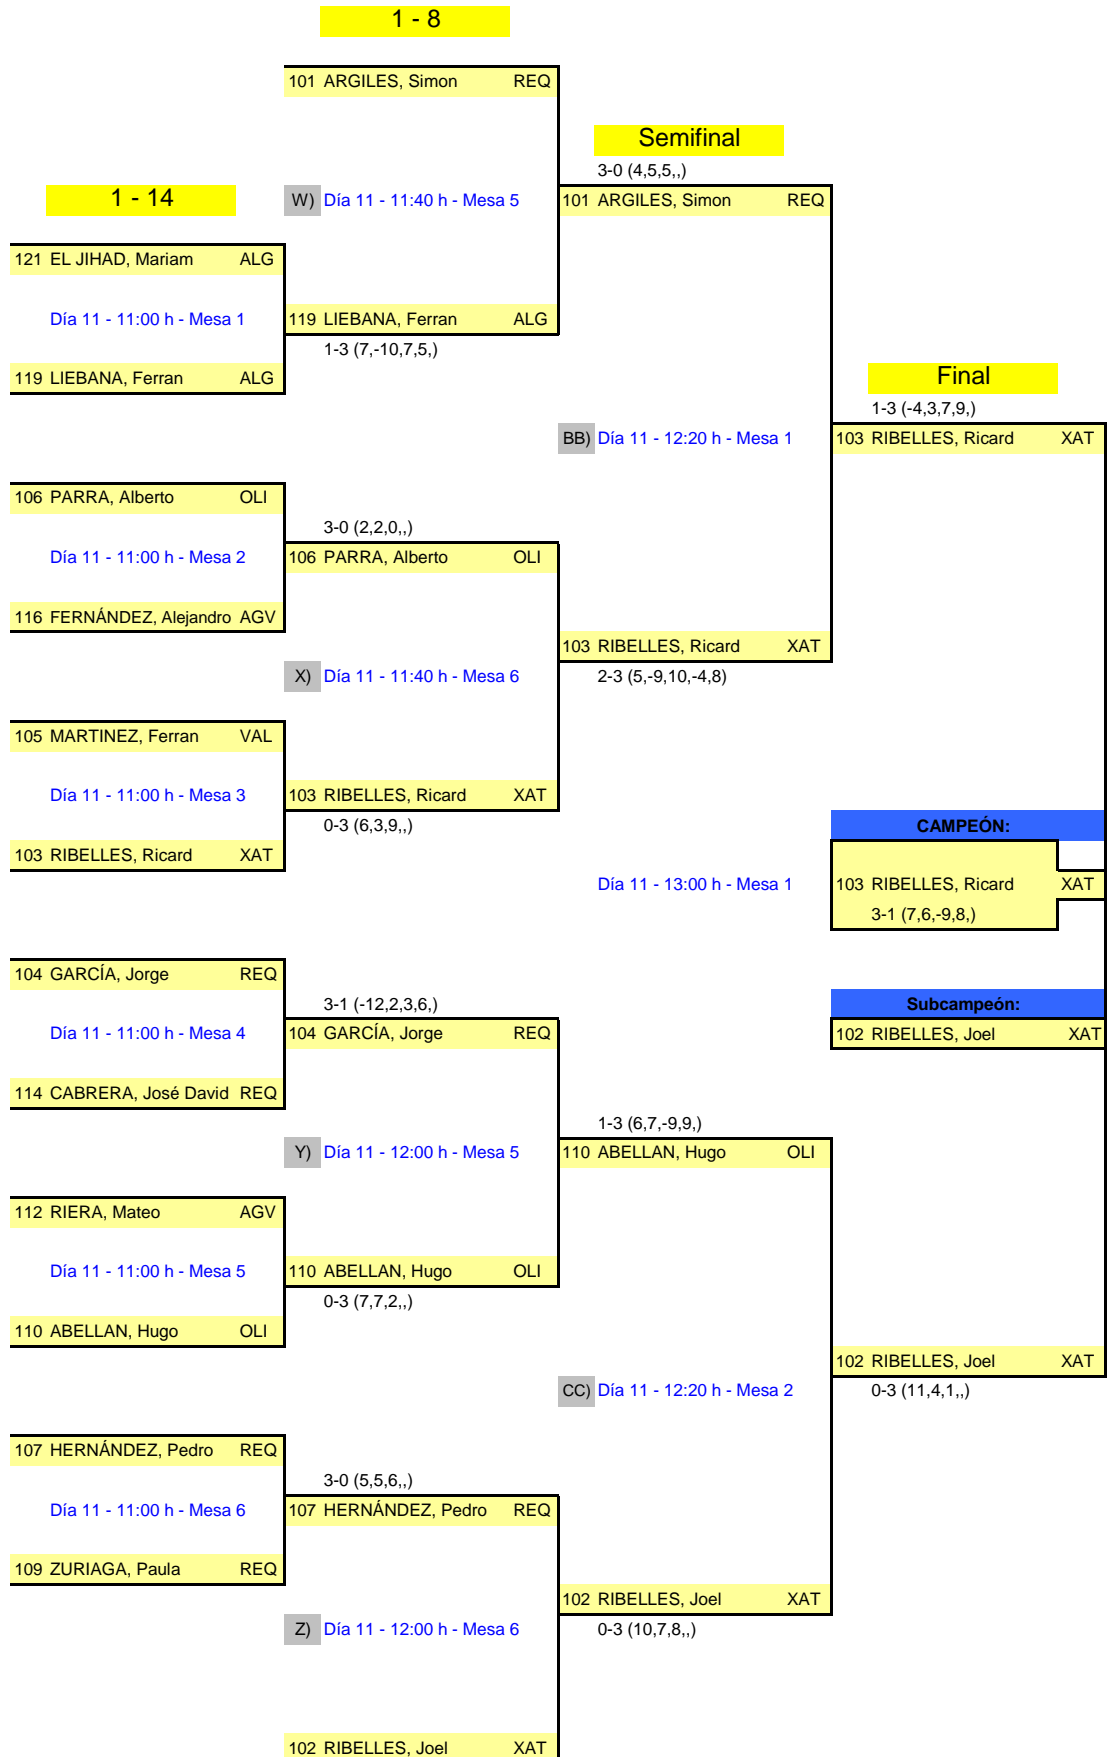 1 - 8
101 ARGILES, Simon REQ
Semifinal
3-0 (4,5,5,,)
1 - 14
W) Día 11 - 11:40 h - Mesa 5
101 ARGILES, Simon REQ
121 EL JIHAD, Mariam ALG
Día 11 - 11:00 h - Mesa 1
119 LIEBANA, Ferran ALG
1-3 (7,-10,7,5,)
119 LIEBANA, Ferran ALG
Final
1-3 (-4,3,7,9,)
BB) Día 11 - 12:20 h - Mesa 1
103 RIBELLES, Ricard XAT
106 PARRA, Alberto OLI
3-0 (2,2,0,,)
Día 11 - 11:00 h - Mesa 2
106 PARRA, Alberto OLI
116 FERNÁNDEZ, Alejandro AGV
103 RIBELLES, Ricard XAT
X) Día 11 - 11:40 h - Mesa 6
2-3 (5,-9,10,-4,8)
105 MARTINEZ, Ferran VAL
Día 11 - 11:00 h - Mesa 3
103 RIBELLES, Ricard XAT
0-3 (6,3,9,,)
CAMPEÓN:
103 RIBELLES, Ricard XAT
Día 11 - 13:00 h - Mesa 1
103 RIBELLES, Ricard XAT
3-1 (7,6,-9,8,)
104 GARCÍA, Jorge REQ
3-1 (-12,2,3,6,)
Subcampeón:
Día 11 - 11:00 h - Mesa 4
104 GARCÍA, Jorge REQ
102 RIBELLES, Joel XAT
114 CABRERA, José David REQ
1-3 (6,7,-9,9,)
Y) Día 11 - 12:00 h - Mesa 5
110 ABELLAN, Hugo OLI
112 RIERA, Mateo AGV
Día 11 - 11:00 h - Mesa 5
110 ABELLAN, Hugo OLI
0-3 (7,7,2,,)
110 ABELLAN, Hugo OLI
102 RIBELLES, Joel XAT
CC) Día 11 - 12:20 h - Mesa 2
0-3 (11,4,1,,)
107 HERNÁNDEZ, Pedro REQ
3-0 (5,5,6,,)
Día 11 - 11:00 h - Mesa 6
107 HERNÁNDEZ, Pedro REQ
109 ZURIAGA, Paula REQ
102 RIBELLES, Joel XAT
Z) Día 11 - 12:00 h - Mesa 6
0-3 (10,7,8,,)
102 RIBELLES, Joel XAT